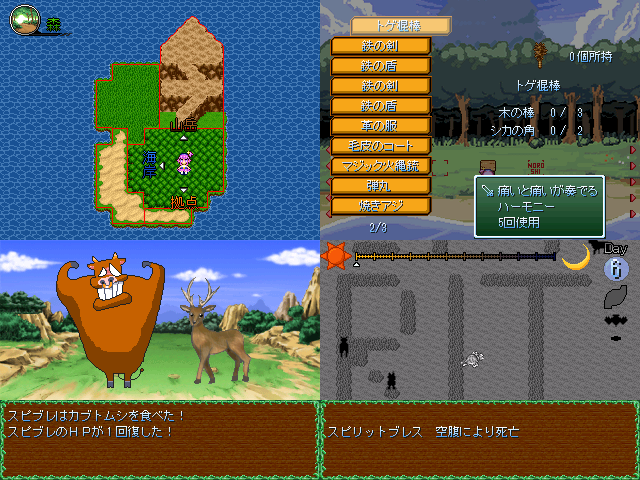 森
山岳
海岸
拠点
トゲ棍棒
鉄の剣
鉄の盾
鉄の剣
鉄の盾
革の服
毛皮のコート
マジック火縄銃
弾丸
焼きアジ
2/3
0個所持
トゲ棍棒
木の棒 0/ 3
シカの角 0/ 2
NORO
SHI
痛いと痛いが奏でる
ハーモニー
5回使用
スピブレはカブトムシを食べた!
スピブレのHPが1回復した!
Day
スピリットブレス 空腹により死亡